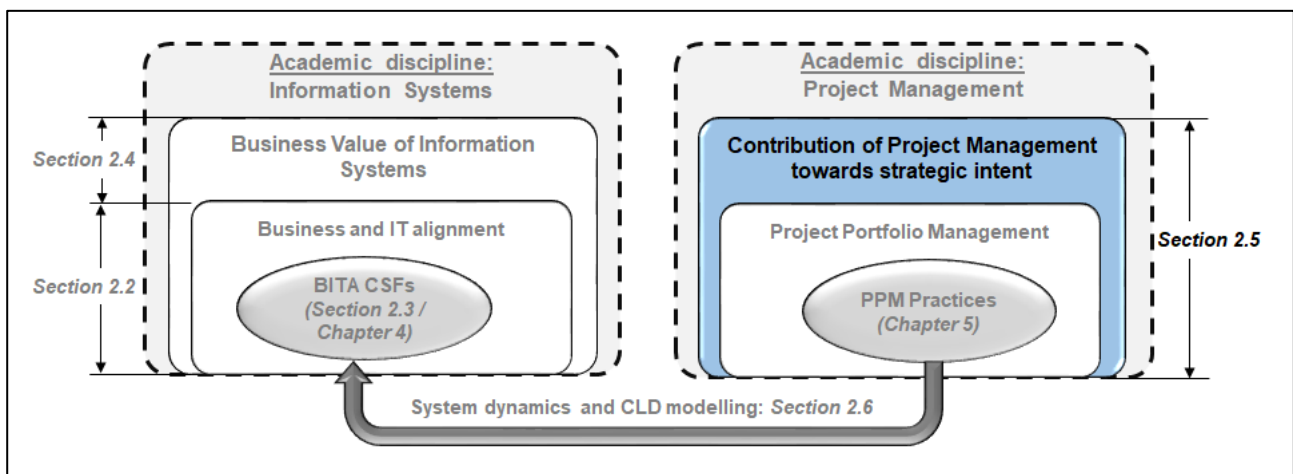 Academic discipline:
Information Systems
Academic discipline:
Project Management
Section 2.4
Business Value of Information
Systems
Contribution of Project Management
towards strategic intent
Section 2.2
Business and IT alignment
Project Portfolio Management
Section 2.5
BITA CSFs
(Section 2.3 /
Chapter 4)
PPM Practices
(Chapter 5)
System dynamics and CLD modelling: Section 2.6